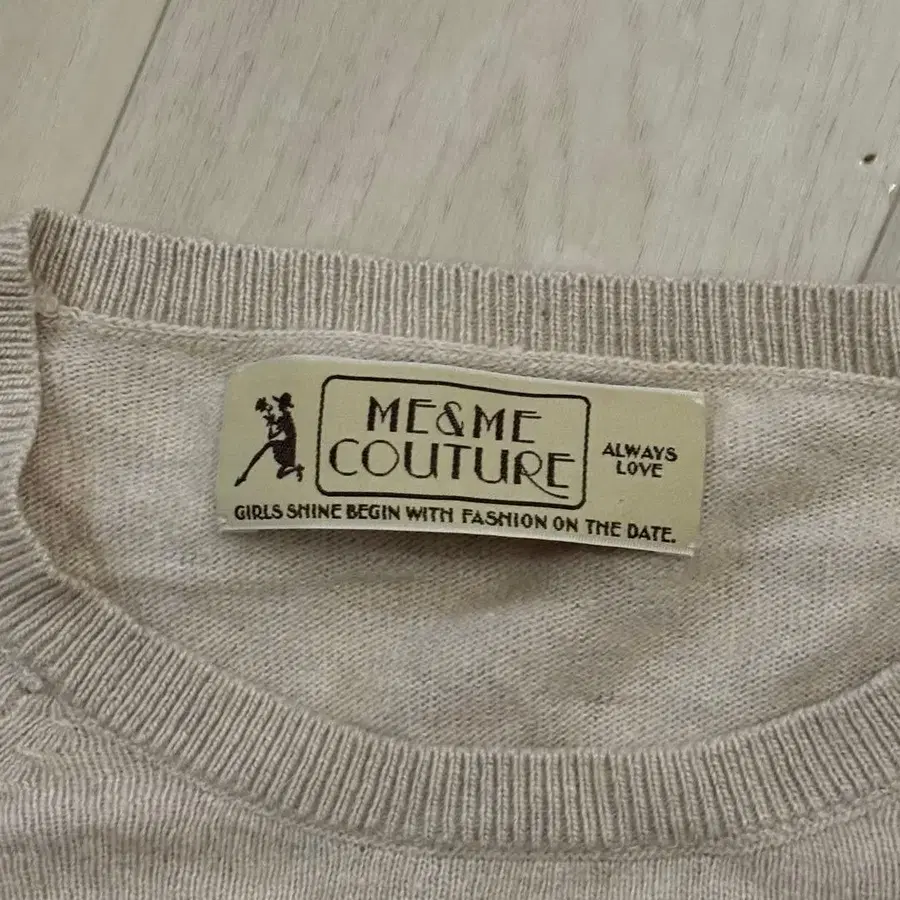 ME&ME
COUTURE
ALWAYS
LOVE
GIRLS SHINE BEGIN WITH FASHION ON THE DATE.